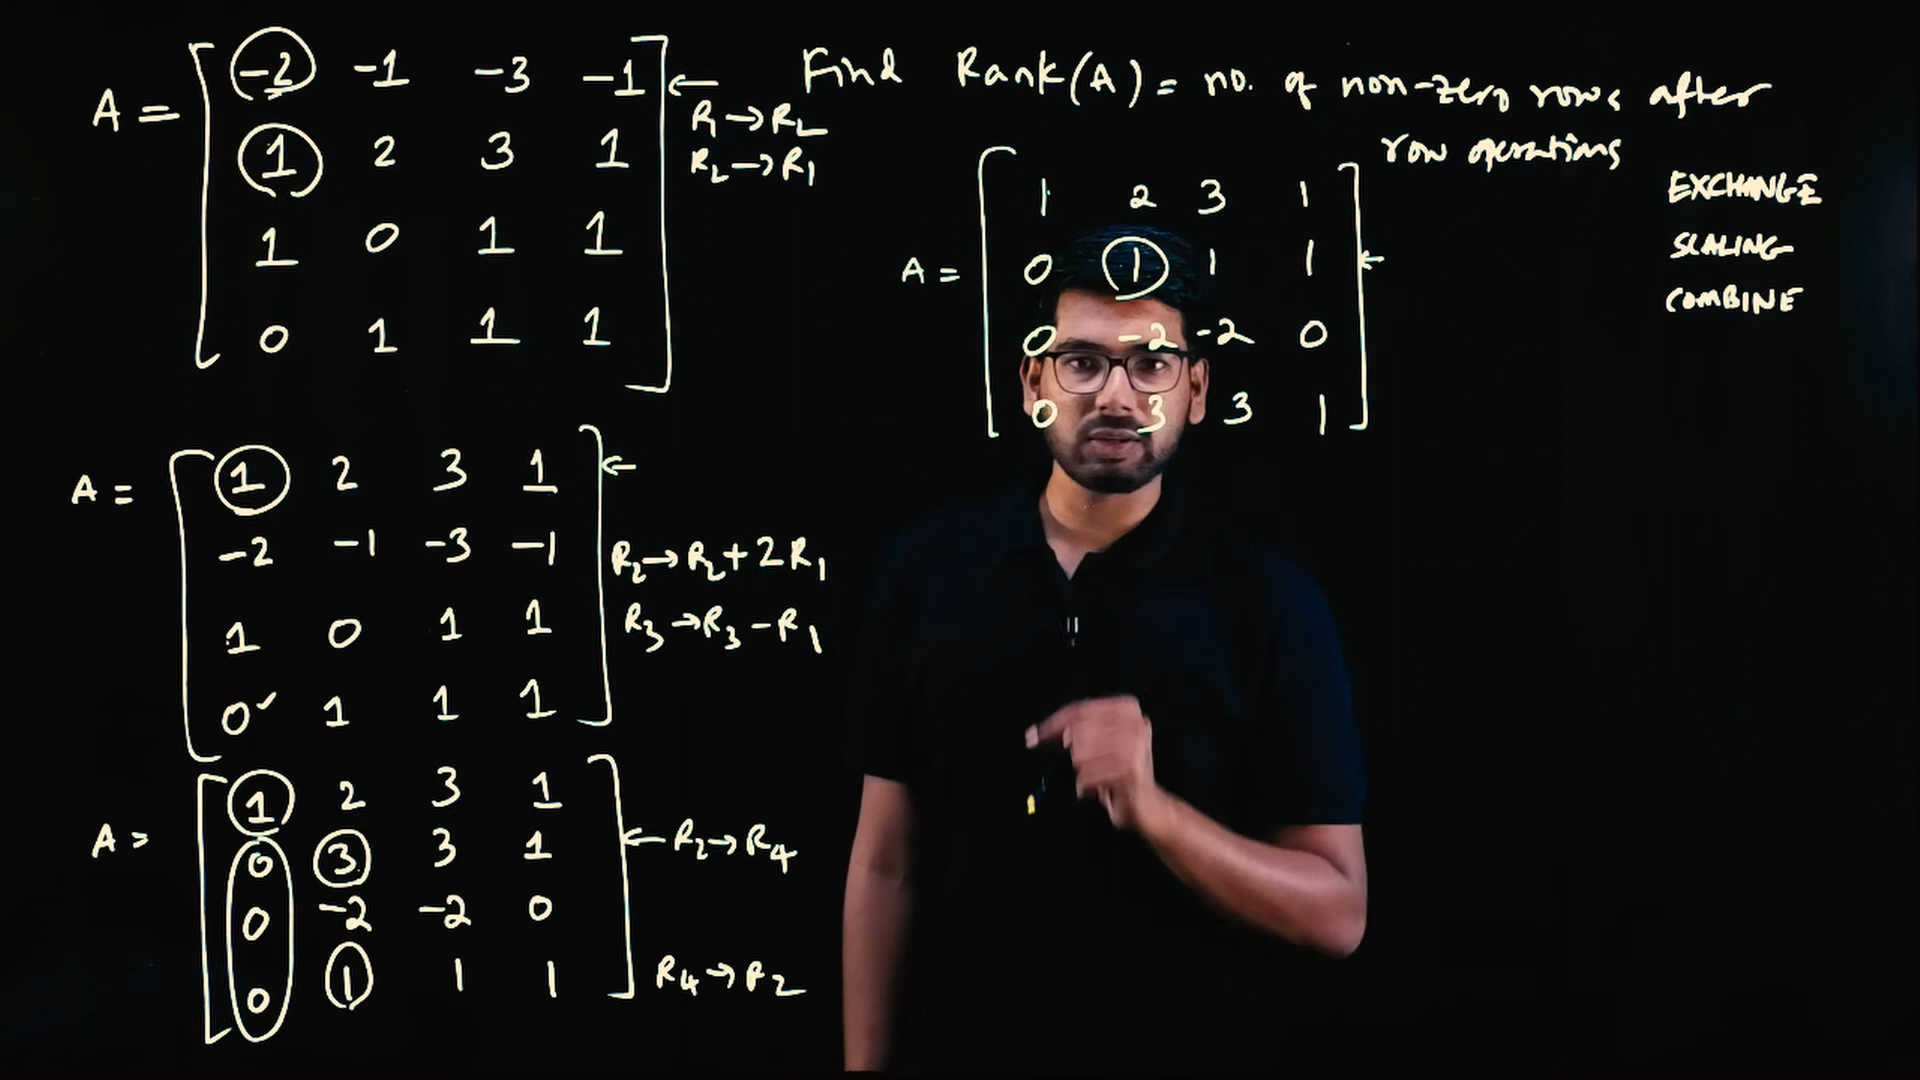 A = [ -2 -1 -3 -1 ] ←
1 2 3 1
1 0 1 1
0 1 1 1
R1 → R2
R2 → R1
A = [ 1 2 3 1 ] ←
-2 -1 -3 -1
1 0 1 1
0 1 1 1
R2 → R2 + 2R1
R3 → R3 - R1
A = [ 1 2 3 1 ]
0 3 3 1 ← R2 → R4
0 -2 -2 0
0 1 1 1 R4 → R2
Find Rank(A) = no. of non-zero rows after
row operations
A = [ 1 2 3 1 ]
0 1 1 1 ←
0 -2 -2 0
0 3 3 1
EXCHANGE
SCALING
COMBINE